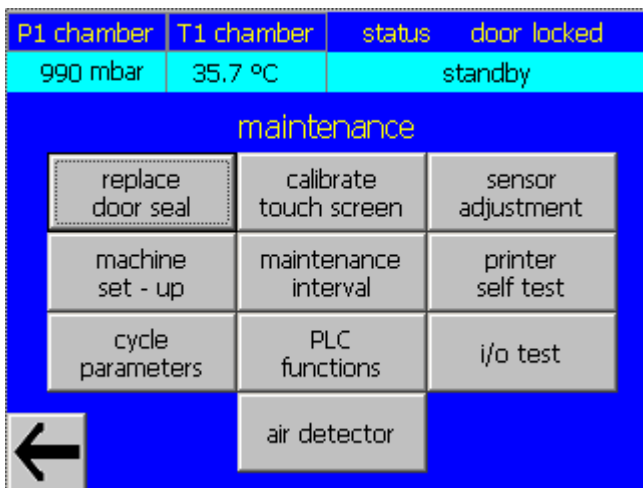 P1 chamber T1 chamber status door locked
990 mbar 35.7 ºC standby
maintenance
replace
door seal
calibrate
touch screen
sensor
adjustment
machine
set - up
maintenance
interval
printer
self test
cycle
parameters
PLC
functions
i/o test
air detector